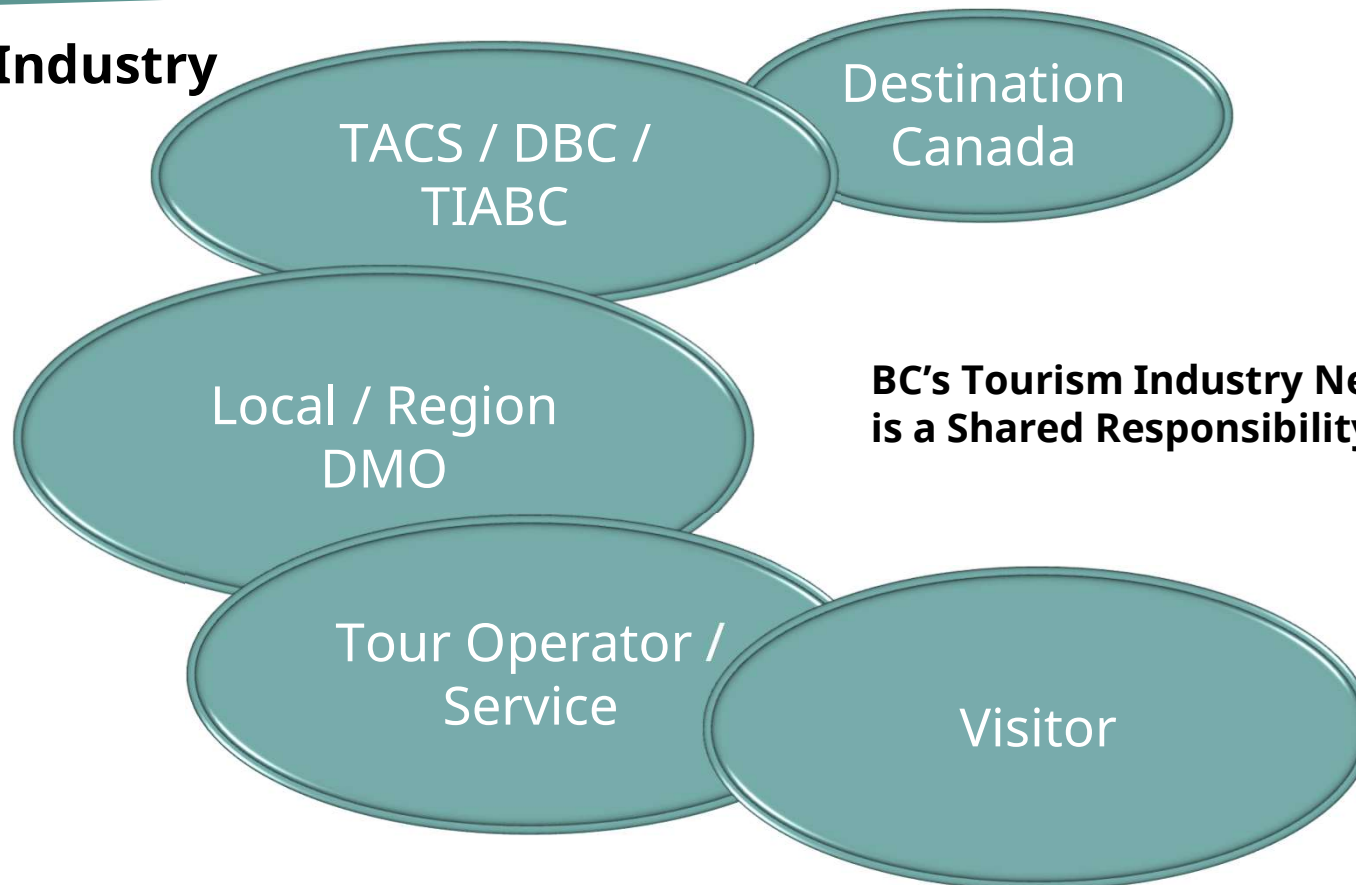 Industry
Destination
Canada
TACS / DBC /
TIABC
BC’s Tourism Industry Ne
is a Shared Responsibility
Local / Region
DMO
Tour Operator /
Service
Visitor